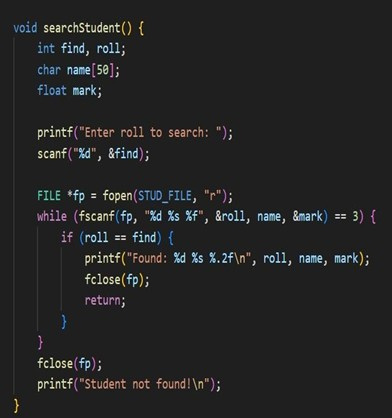 void searchStudent() {
    int find, roll;
    char name[50];
    float mark;

    printf("Enter roll to search: ");
    scanf("%d", &find);

    FILE *fp = fopen(STUD_FILE, "r");
    while (fscanf(fp, "%d %s %f", &roll, name, &mark) == 3) {
        if (roll == find) {
            printf("Found: %d %s %.2f\n", roll, name, mark);
            fclose(fp);
            return;
        }
    }
    fclose(fp);
    printf("Student not found!\n");
}